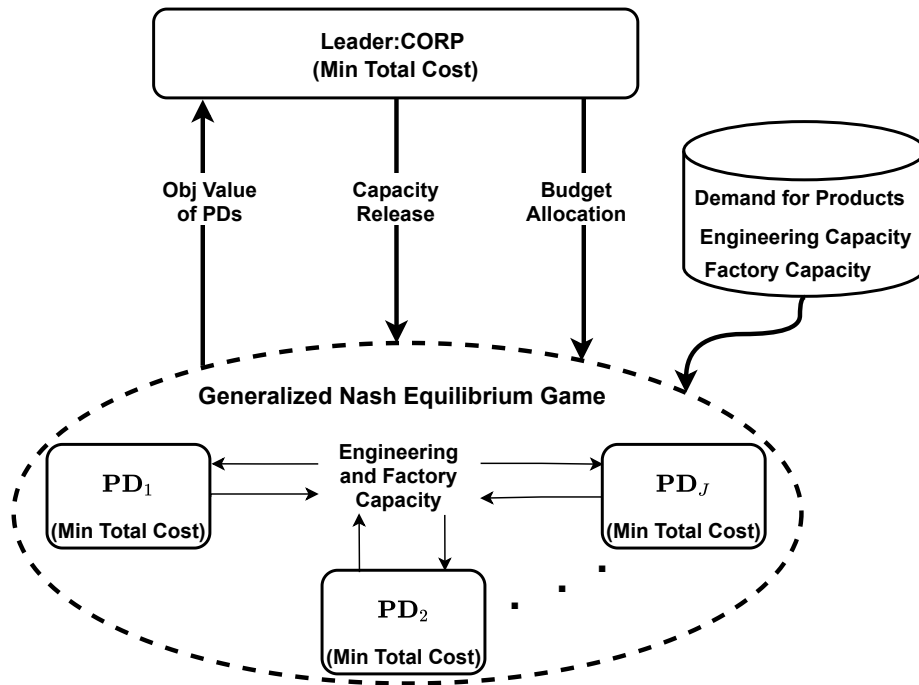 Leader:CORP
(Min Total Cost)
Obj Value
of PDs
Capacity
Release
Budget
Allocation
Demand for Products
Engineering Capacity
Factory Capacity
Generalized Nash Equilibrium Game
PD₁
(Min Total Cost)
Engineering
and Factory
Capacity
PD_J
(Min Total Cost)
PD₂
(Min Total Cost)